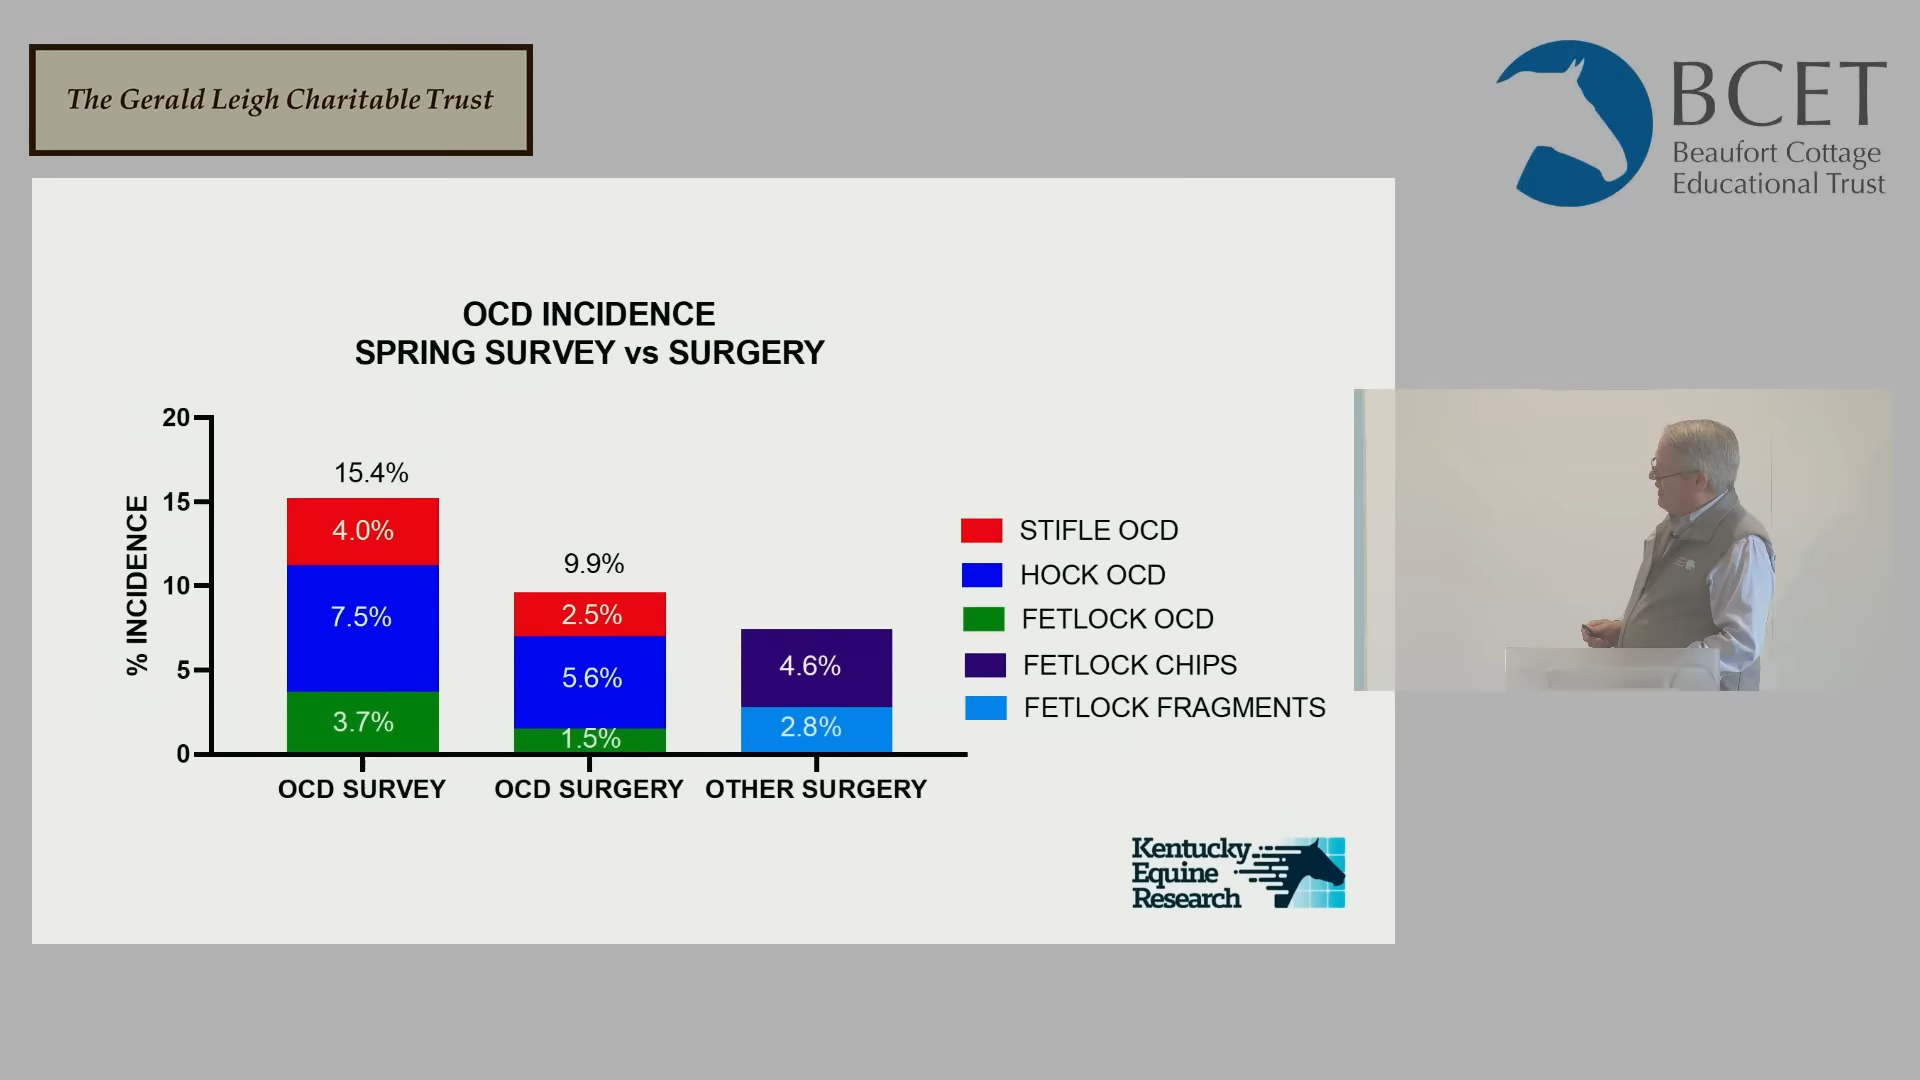 The Gerald Leigh Charitable Trust
BCET
Beaufort Cottage
Educational Trust
OCD INCIDENCE
SPRING SURVEY vs SURGERY
% INCIDENCE
20
15
10
5
0
15.4%
4.0%
7.5%
3.7%
9.9%
2.5%
5.6%
1.5%
4.6%
2.8%
OCD SURVEY
OCD SURGERY
OTHER SURGERY
STIFLE OCD
HOCK OCD
FETLOCK OCD
FETLOCK CHIPS
FETLOCK FRAGMENTS
Kentucky
Equine
Research